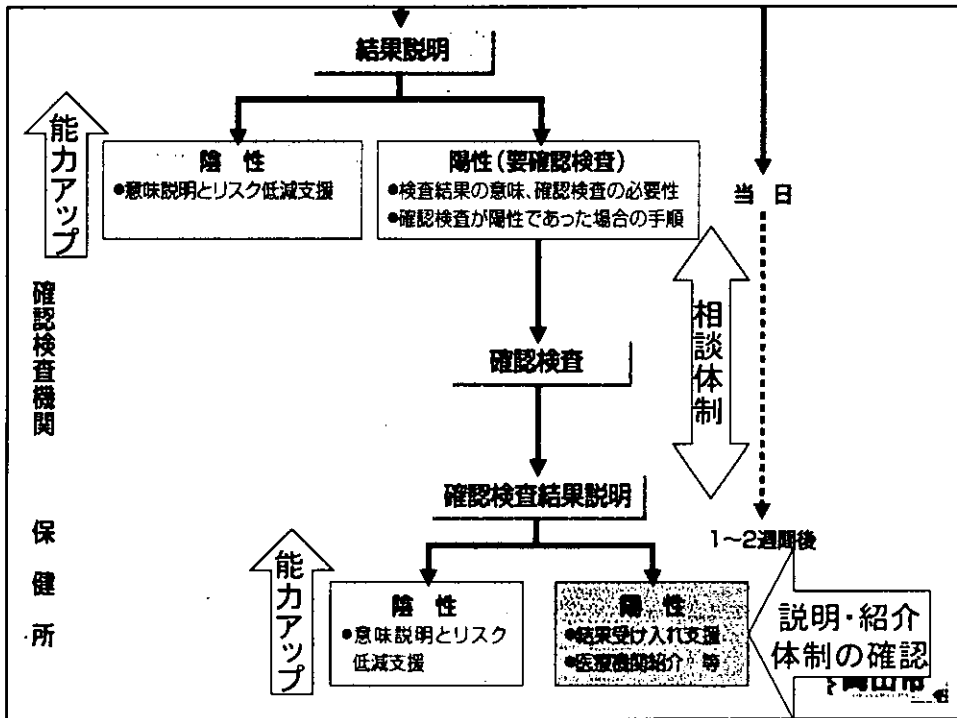 結果説明
能力アップ
陰 性
●意味説明とリスク低減支援
陽性(要確認検査)
●検査結果の意味、確認検査の必要性
●確認検査が陽性であった場合の手順
当 日
相談体制
確認検査機関
確認検査
確認検査結果説明
1～2週間後
保健所
能力アップ
陰 性
●意味説明とリスク
低減支援
陽 性
●結果受け入れ支援
●医療機関紹介 等
説明・紹介
体制の確認